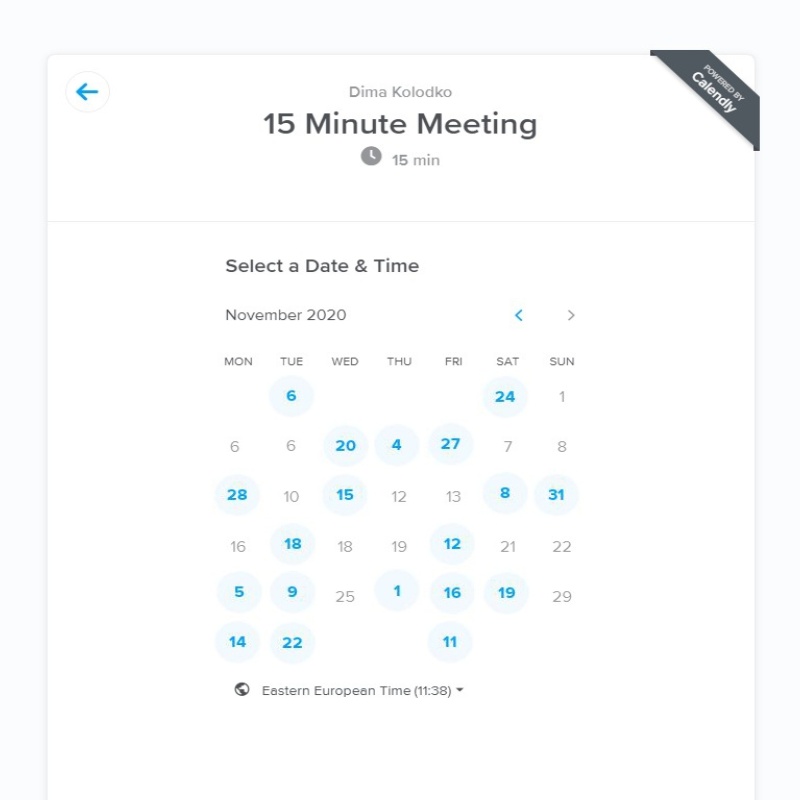 POWERED BY
Calendly
Dima Kolodko
15 Minute Meeting
15 min
Select a Date & Time
November 2020
MON TUE WED THU FRI SAT SUN
6 24 1
6 6 20 4 27 7 8
28 10 15 12 13 8 31
16 18 18 19 12 21 22
5 9 25 1 16 19 29
14 22 11
Eastern European Time (11:38)